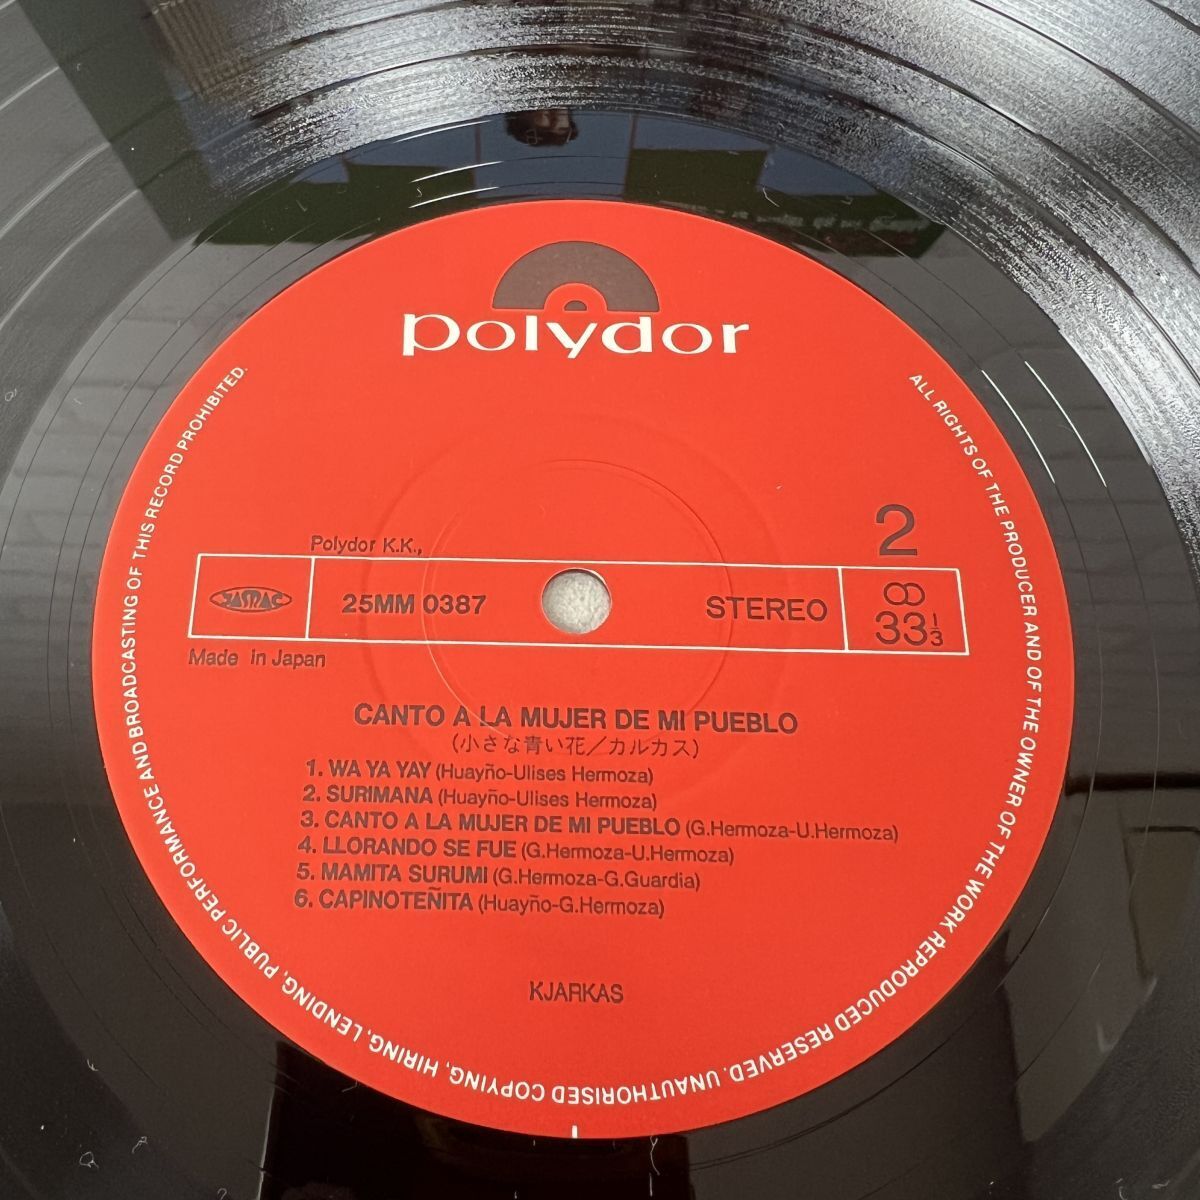 polydor
2
Polydor K.K.,
JASRAC
25MM 0387
STEREO
33 1/3
Made in Japan
CANTO A LA MUJER DE MI PUEBLO
(小さな青い花／カルカス)
1. WA YA YAY (Huayño-Ulises Hermoza)
2. SURIMANA (Huayño-Ulises Hermoza)
3. CANTO A LA MUJER DE MI PUEBLO (G.Hermoza-U.Hermoza)
4. LLORANDO SE FUE (G.Hermoza-U.Hermoza)
5. MAMITA SURUMI (G.Hermoza-G.Guardia)
6. CAPINOTEÑITA (Huayño-G.Hermoza)
KJARKAS
ALL RIGHTS OF THE PRODUCER AND OF THE OWNER OF THE WORK REPRODUCED RESERVED. UNAUTHORISED COPYING, HIRING, LENDING, PUBLIC PERFORMANCE AND BROADCASTING OF THIS RECORD PROHIBITED.